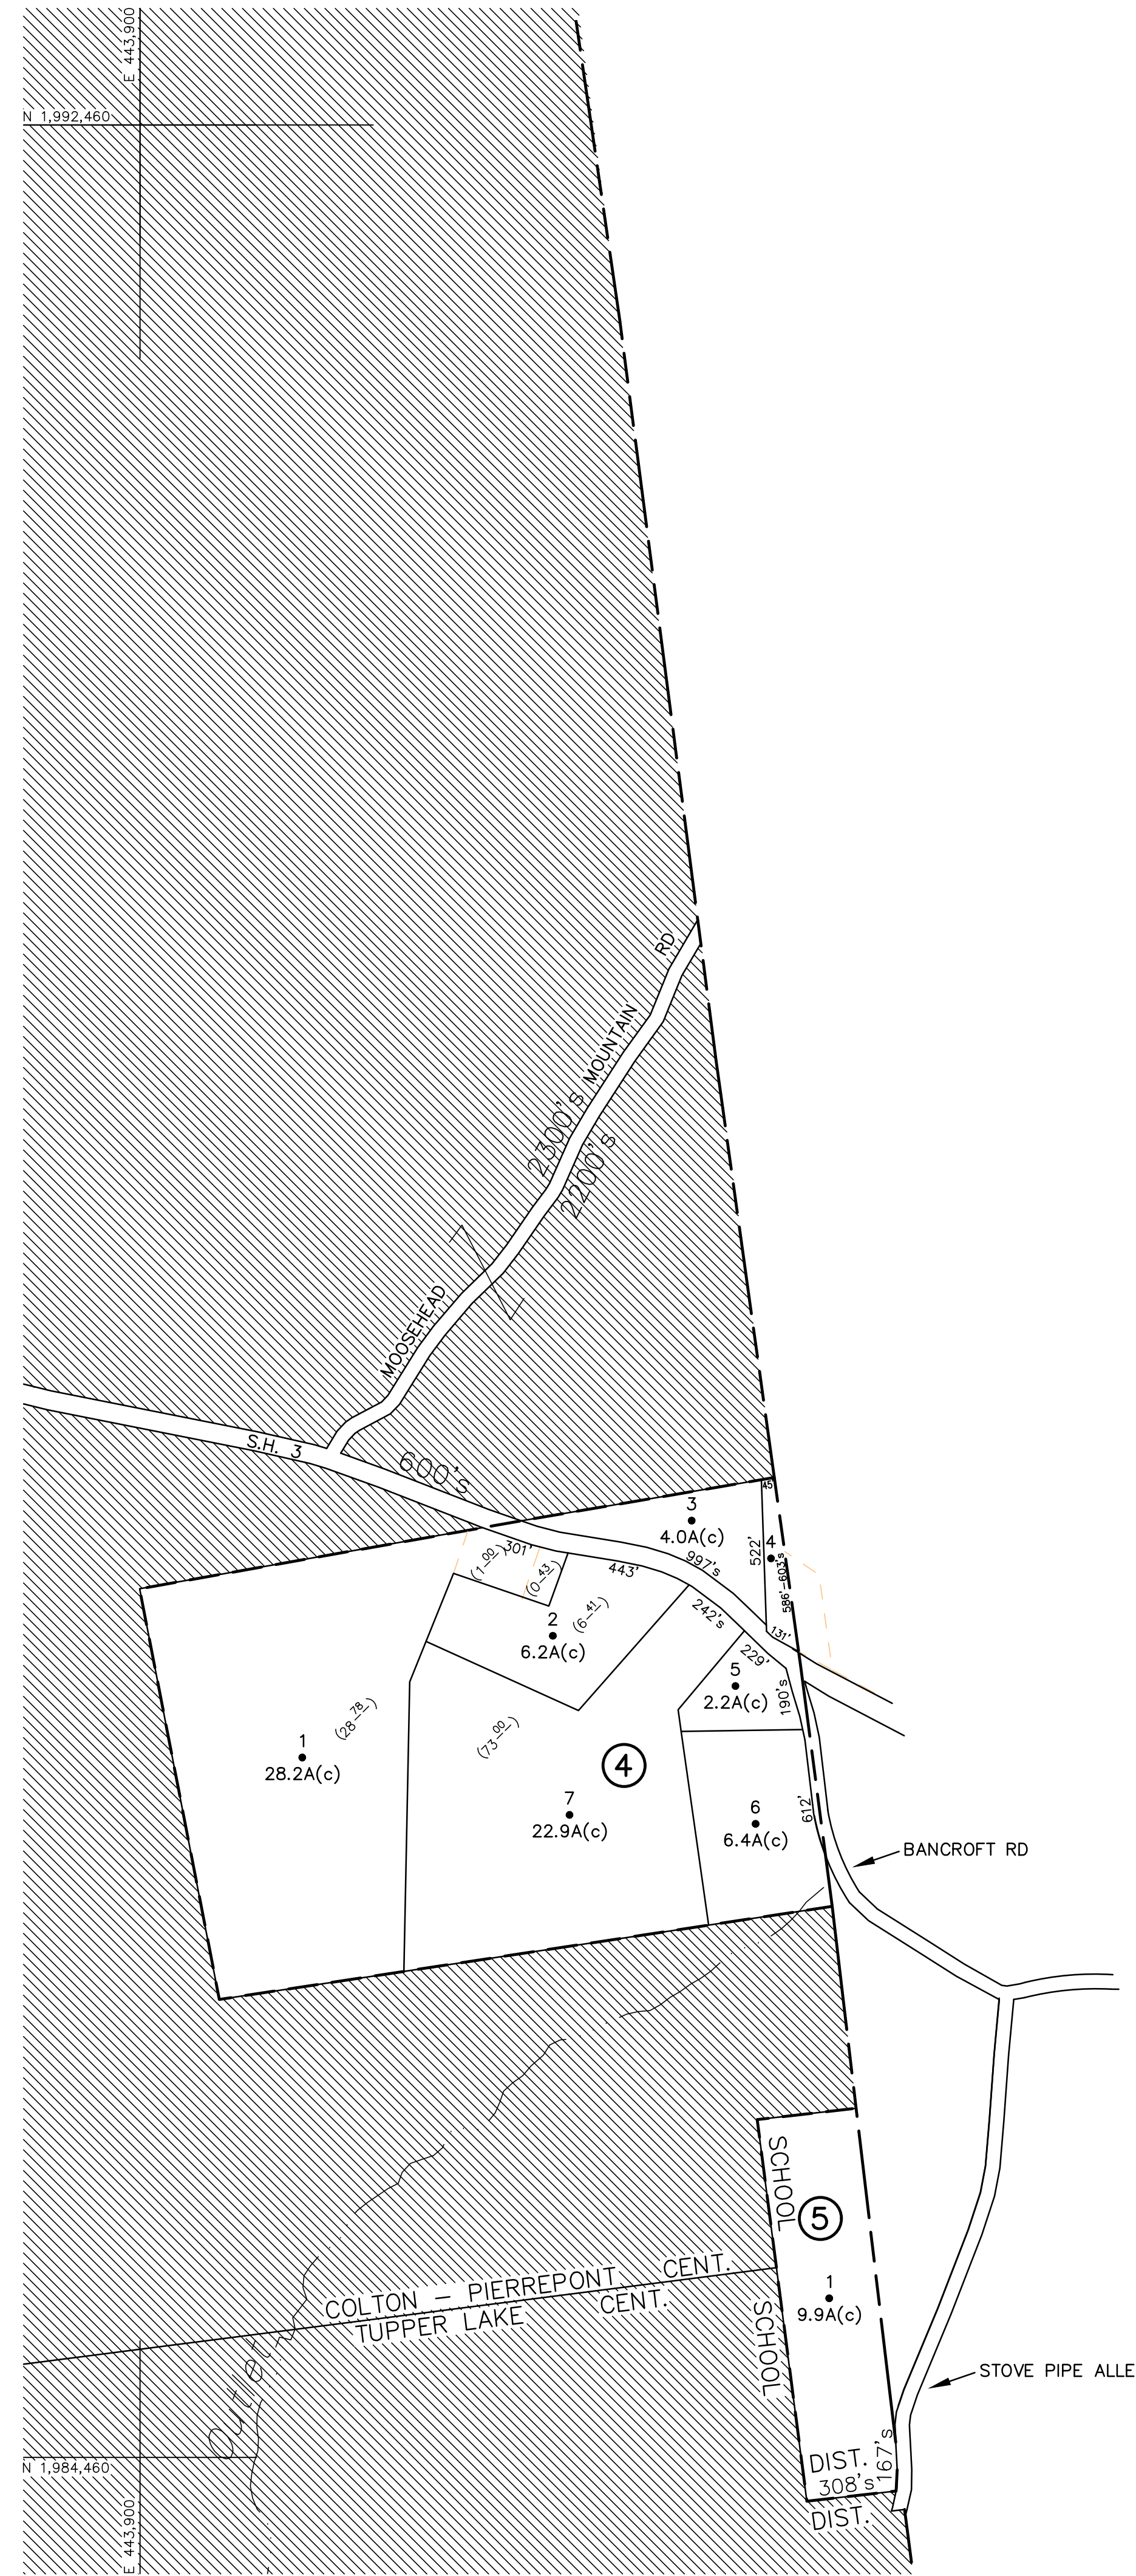 E 443,900
N 1,992,460
MOOSEHEAD MOUNTAIN RD
2300's
2200's
S.H. 3
600's
45'
3
4.0A(c)
4
522'
586'-603's
997's
301'
443'
(1.00)
(0.43)
(6.41)
2
6.2A(c)
242's
131'
229'
5
2.2A(c)
190's
(28.78)
1
28.2A(c)
(73.00)
4
7
22.9A(c)
6
6.4A(c)
612'
BANCROFT RD
SCHOOL
5
COLTON – PIERREPONT CENT.
TUPPER LAKE CENT.
SCHOOL
1
9.9A(c)
Outlet
STOVE PIPE ALLE
DIST.
167's
308's
DIST.
N 1,984,460
E 443,900